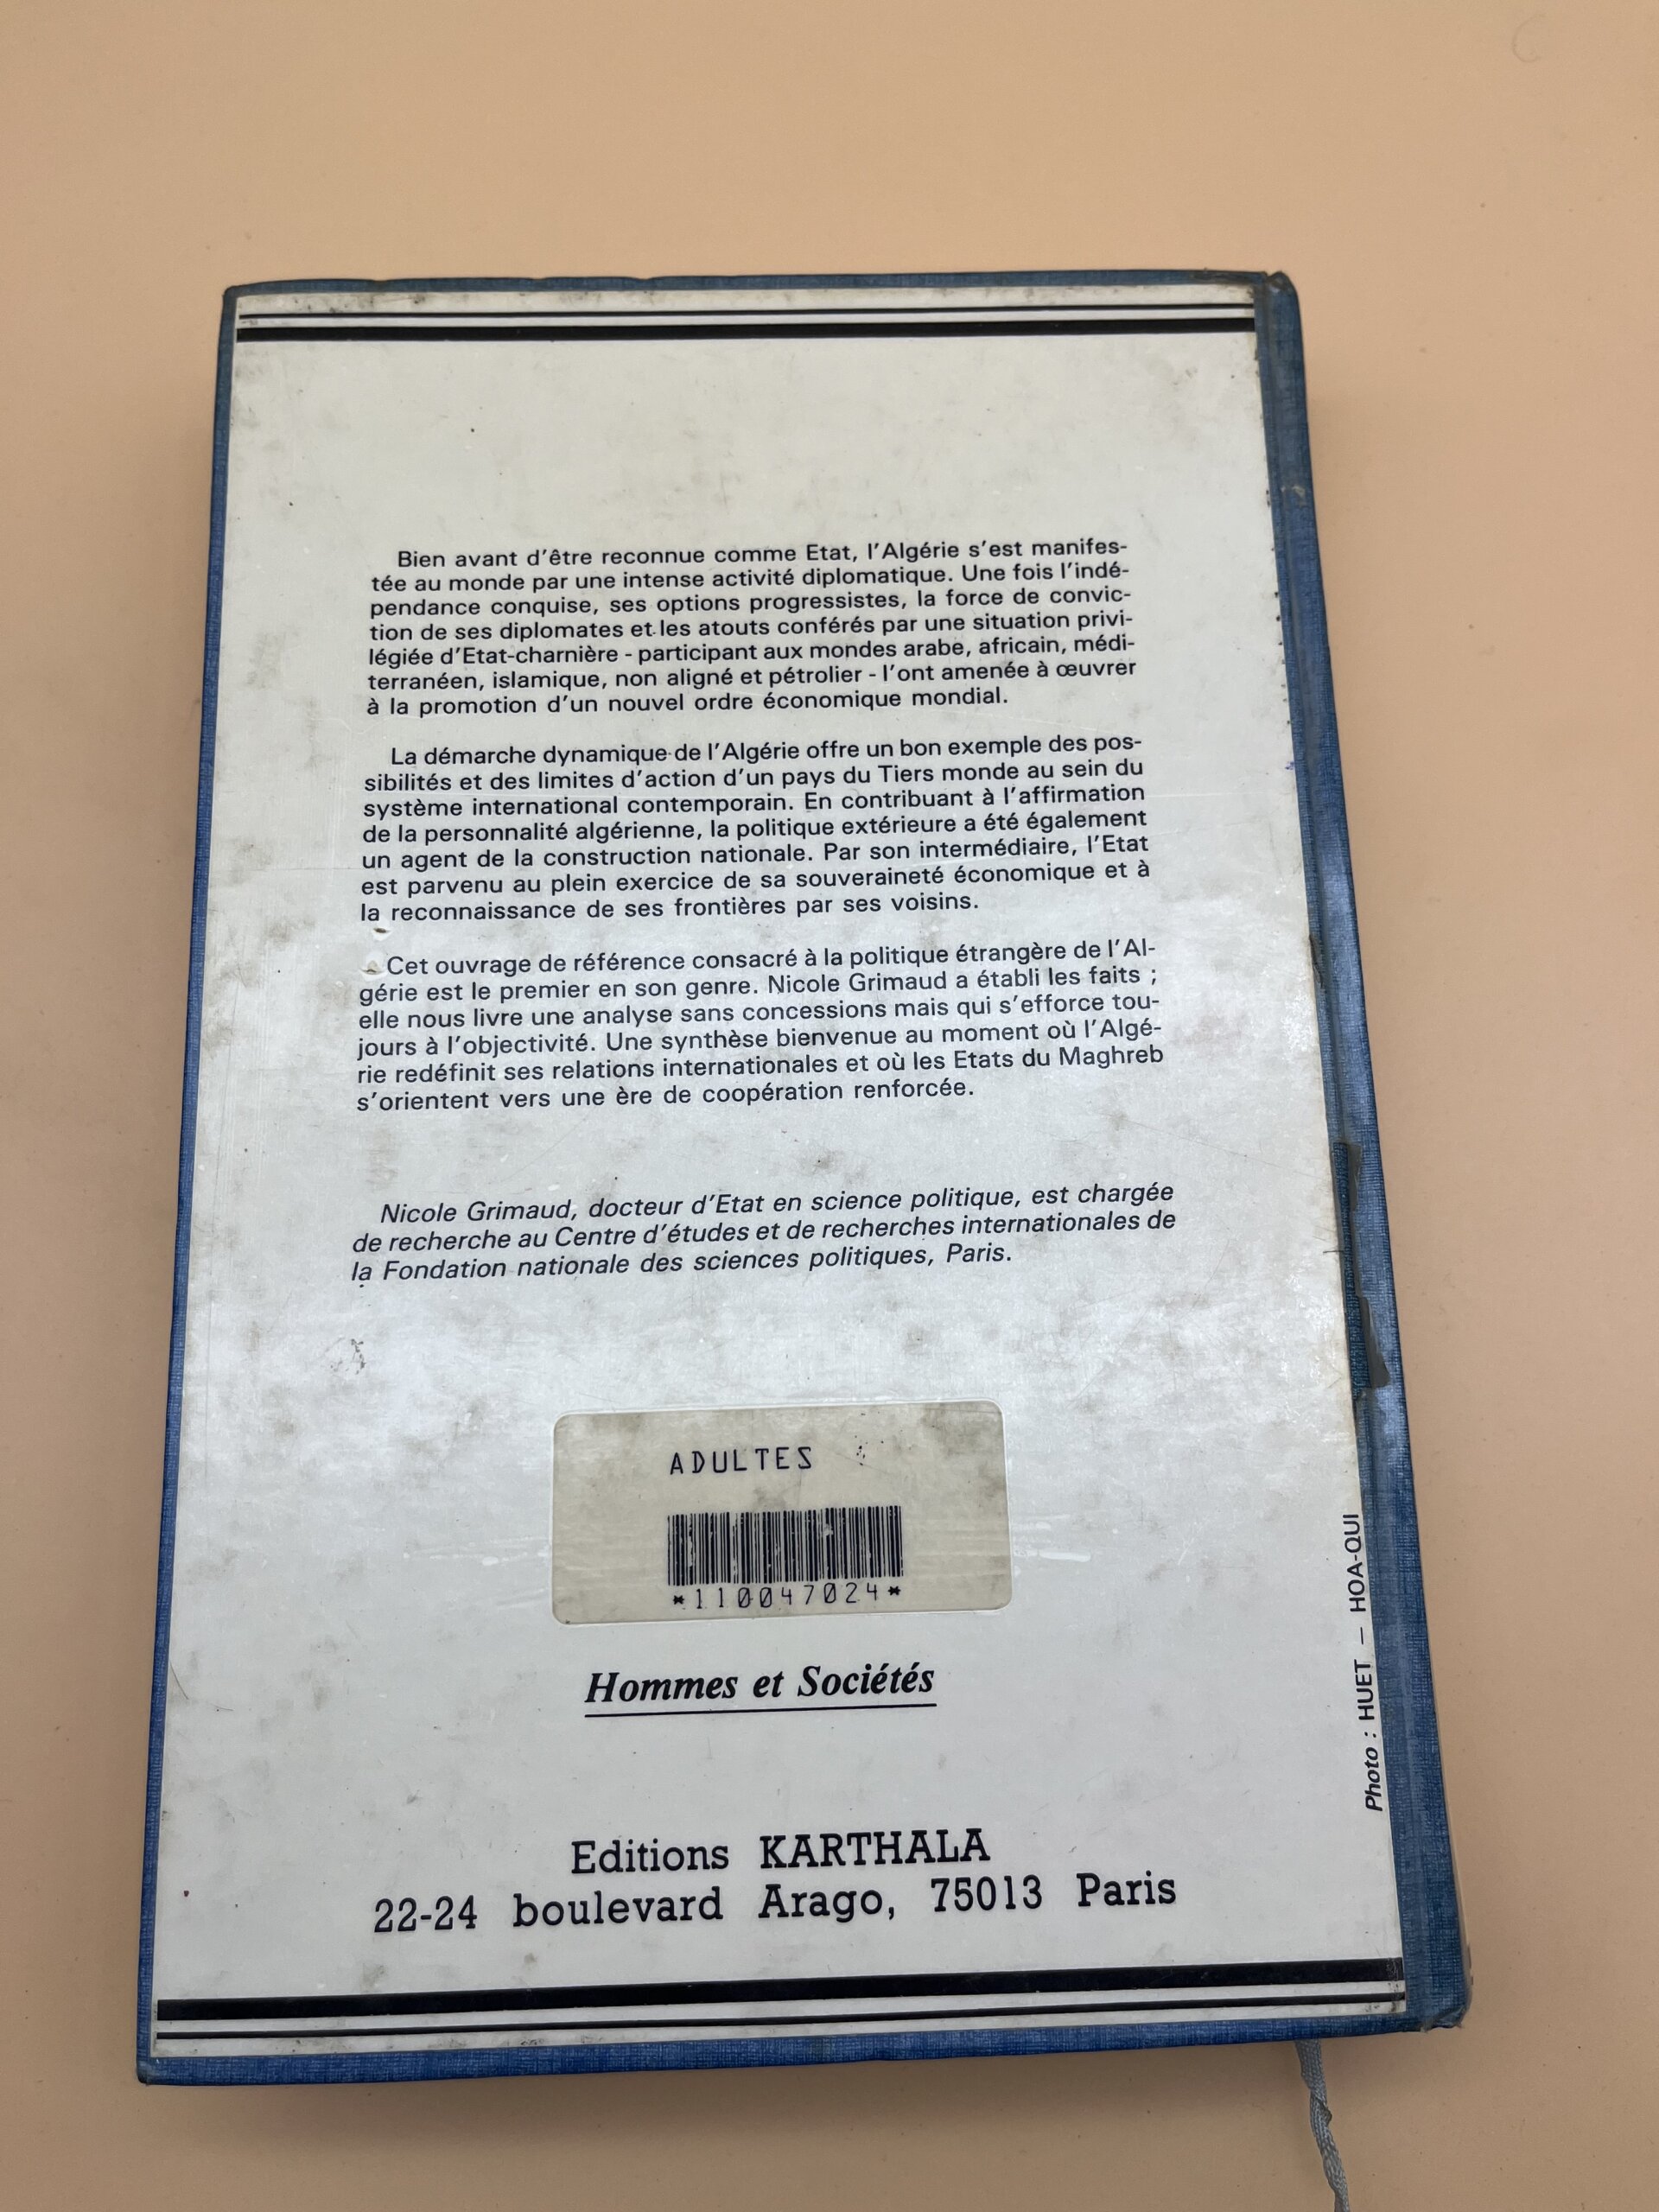 Bien avant d'être reconnue comme Etat, l'Algérie s'est manifes-
tée au monde par une intense activité diplomatique. Une fois l'indé-
pendance conquise, ses options progressistes, la force de convic-
tion de ses diplomates et les atouts conférés par une situation privi-
légiée d'Etat-charnière - participant aux mondes arabe, africain, médi-
terranéen, islamique, non aligné et pétrolier - l'ont amenée à œuvrer
à la promotion d'un nouvel ordre économique mondial.
La démarche dynamique de l'Algérie offre un bon exemple des pos-
sibilités et des limites d'action d'un pays du Tiers monde au sein du
système international contemporain. En contribuant à l'affirmation
de la personnalité algérienne, la politique extérieure a été également
un agent de la construction nationale. Par son intermédiaire, l'Etat
est parvenu au plein exercice de sa souveraineté économique et à
la reconnaissance de ses frontières par ses voisins.
Cet ouvrage de référence consacré à la politique étrangère de l'Al-
gérie est le premier en son genre. Nicole Grimaud a établi les faits ;
elle nous livre une analyse sans concessions mais qui s'efforce tou-
jours à l'objectivité. Une synthèse bienvenue au moment où l'Algé-
rie redéfinit ses relations internationales et où les Etats du Maghreb
s'orientent vers une ère de coopération renforcée.
Nicole Grimaud, docteur d'Etat en science politique, est chargée
de recherche au Centre d'études et de recherches internationales de
la Fondation nationale des sciences politiques, Paris.
ADULTES
*110047024*
Hommes et Sociétés
Photo : HUET — HOA-QUI
Editions KARTHALA
22-24 boulevard Arago, 75013 Paris